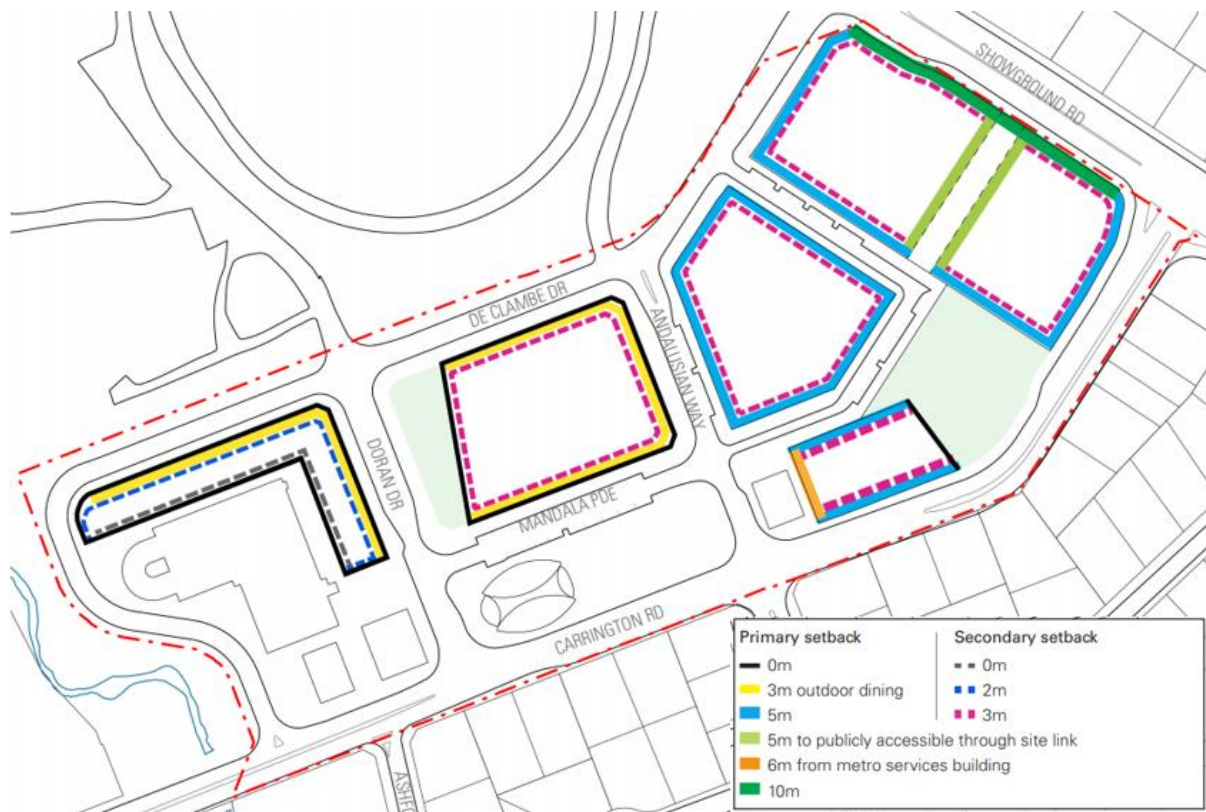 SHOWGROUND RD
DE CLAMBE DR
ANDALUSIAN WAY
DORAN DR
MANDALA PDE
CARRINGTON RD
Primary setback
0m
3m outdoor dining
5m
5m to publicly accessible through site link
6m from metro services building
10m
Secondary setback
0m
2m
3m